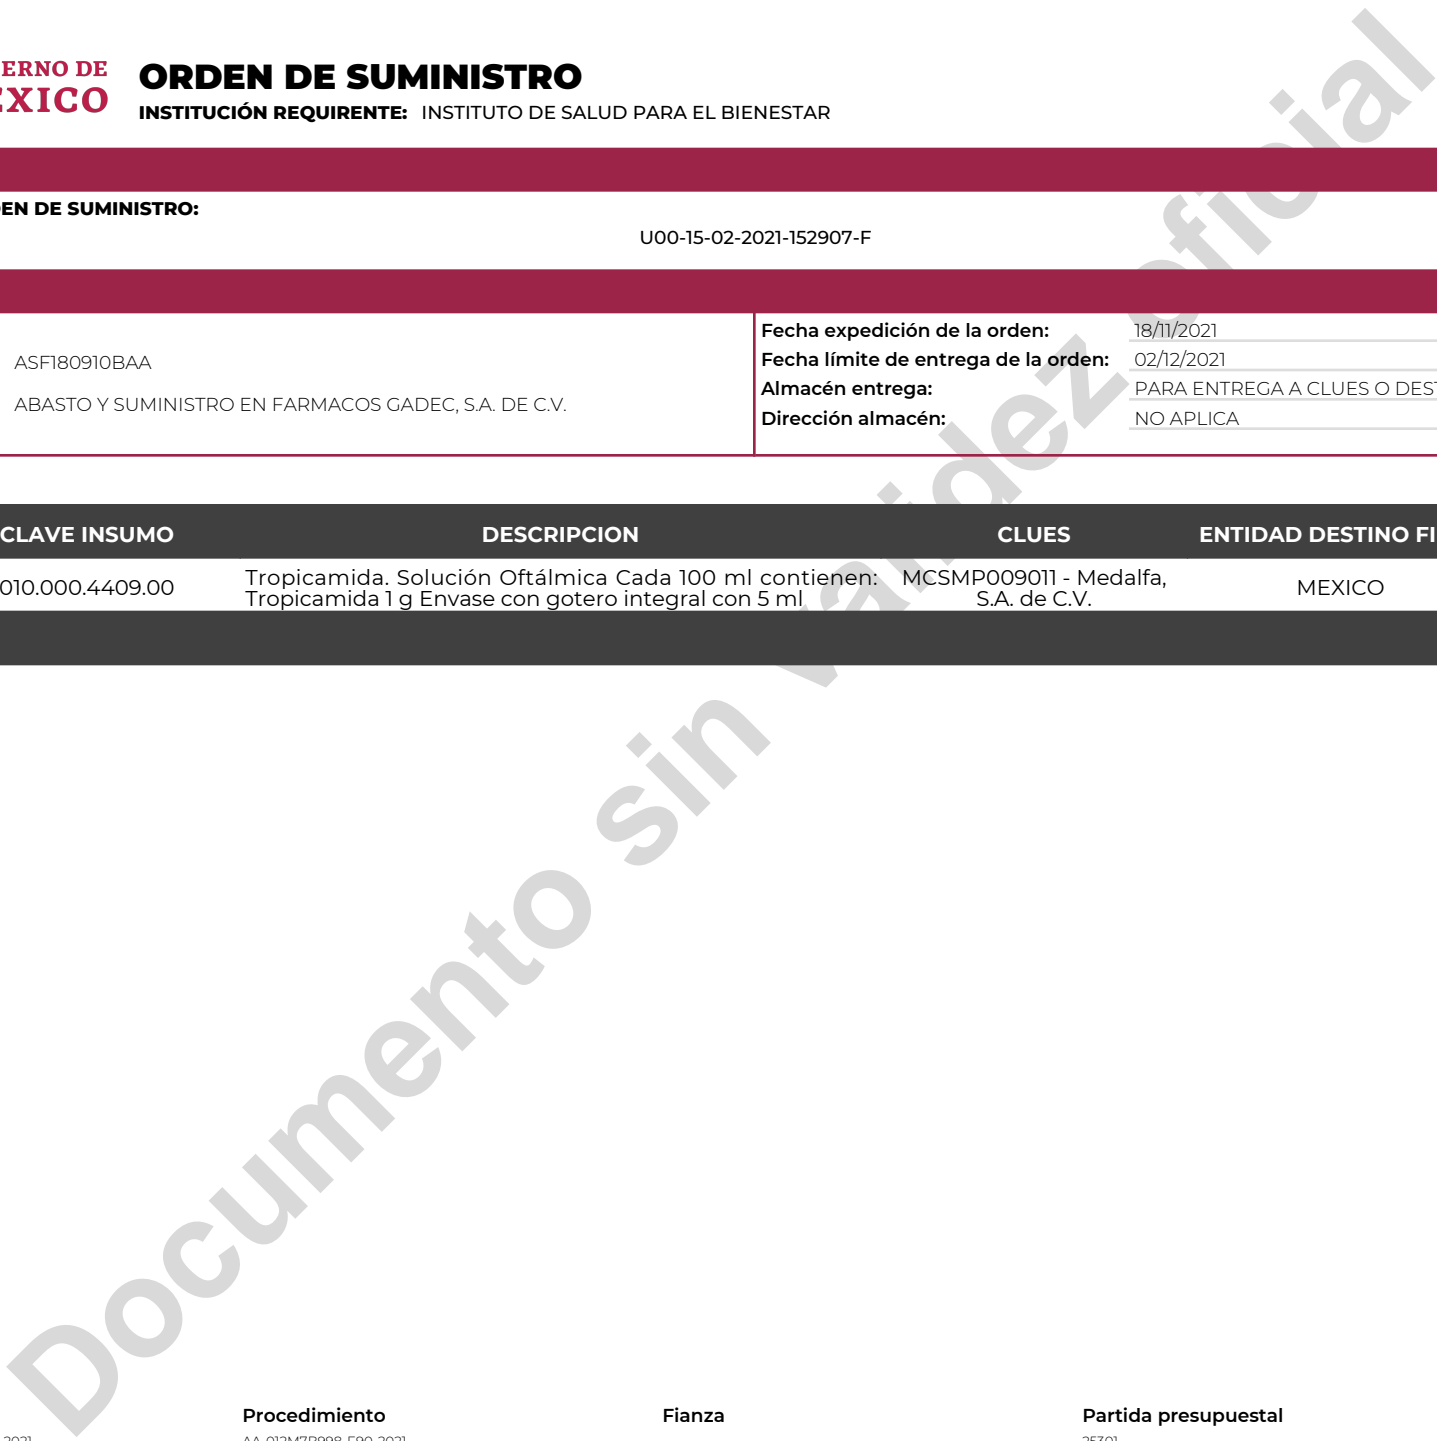 ERNO DE
EXICO
ORDEN DE SUMINISTRO
INSTITUCIÓN REQUIRENTE: INSTITUTO DE SALUD PARA EL BIENESTAR
EN DE SUMINISTRO:
U00-15-02-2021-152907-F
ASF180910BAA
ABASTO Y SUMINISTRO EN FARMACOS GADEC, S.A. DE C.V.
Fecha expedición de la orden: 18/11/2021
Fecha límite de entrega de la orden: 02/12/2021
Almacén entrega: PARA ENTREGA A CLUES O DEST
Dirección almacén: NO APLICA
CLAVE INSUMO DESCRIPCION CLUES ENTIDAD DESTINO FI
010.000.4409.00 Tropicamida. Solución Oftálmica Cada 100 ml contienen: MCSMP009011 - Medalfa, MEXICO
Tropicamida 1 g Envase con gotero integral con 5 ml S.A. de C.V.
Documento sin validez oficial
Procedimiento Fianza Partida presupuestal